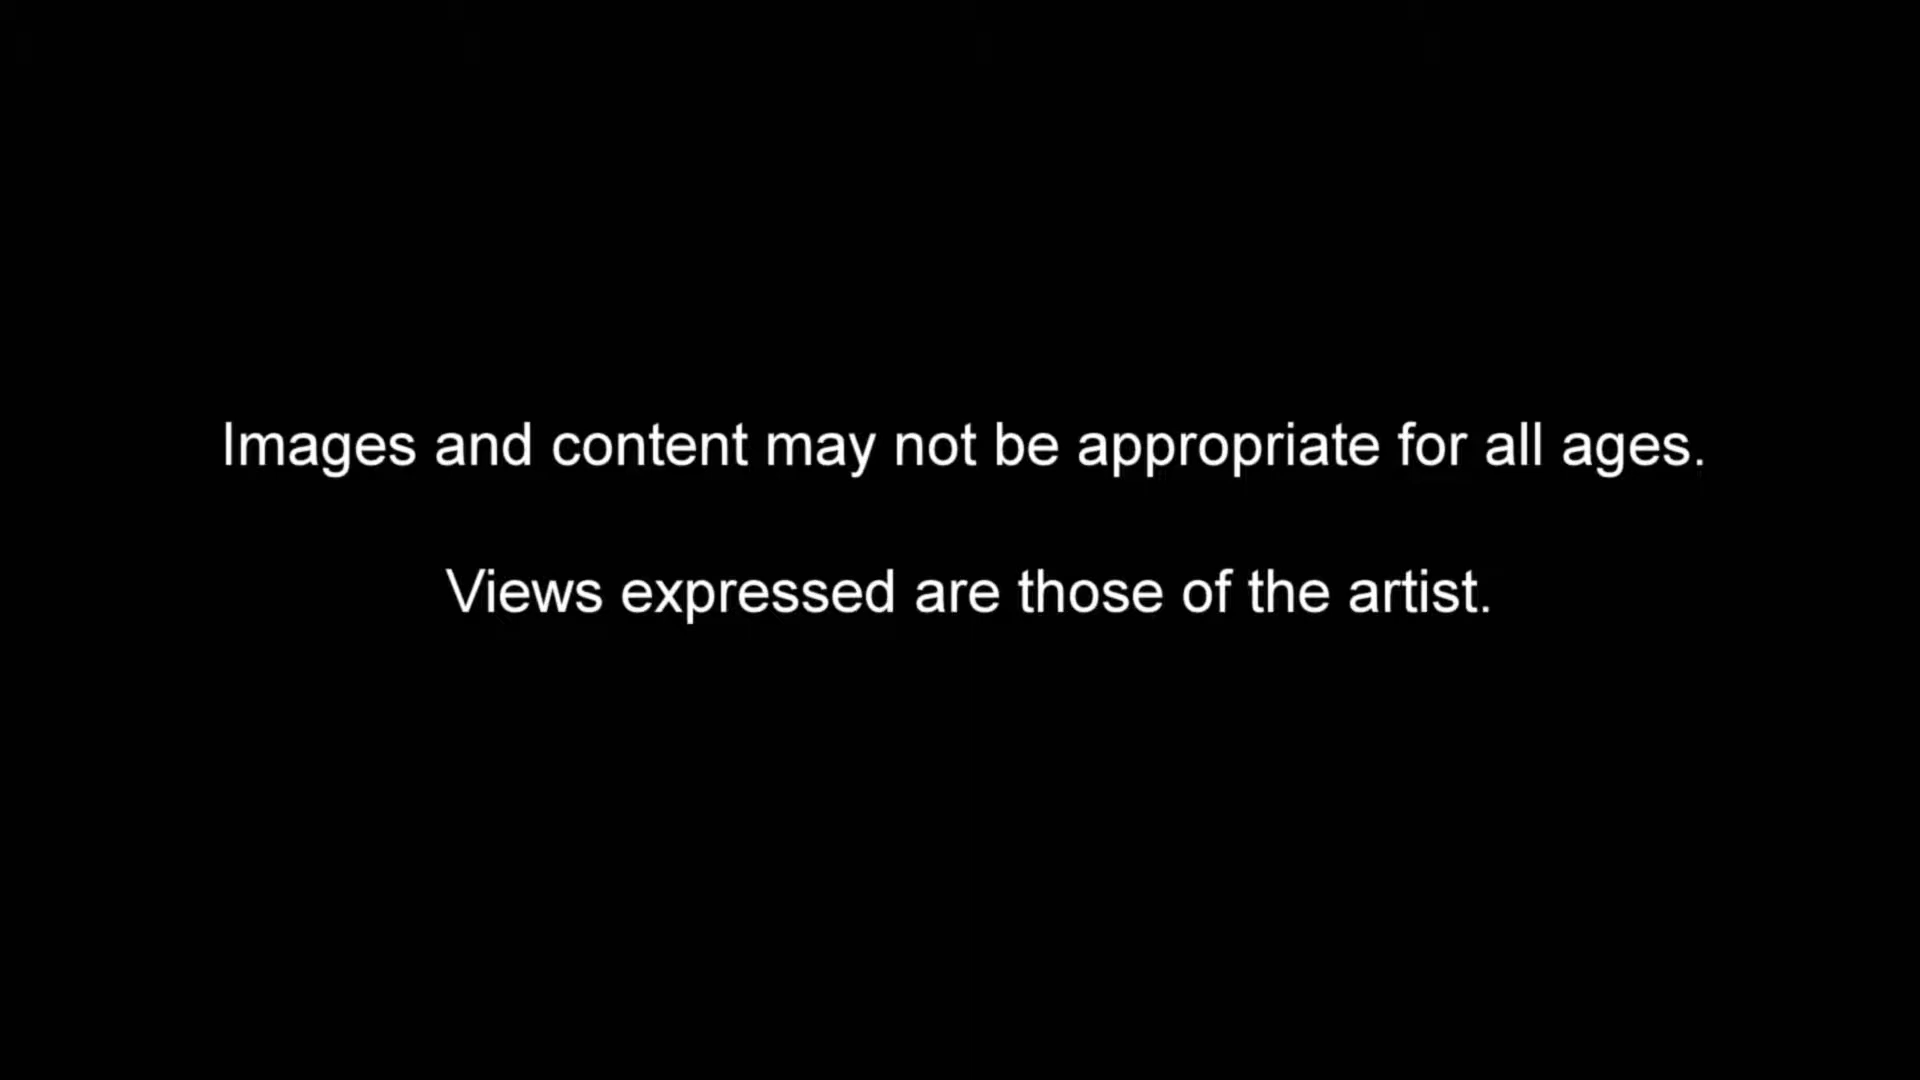 Images and content may not be appropriate for all ages.
Views expressed are those of the artist.